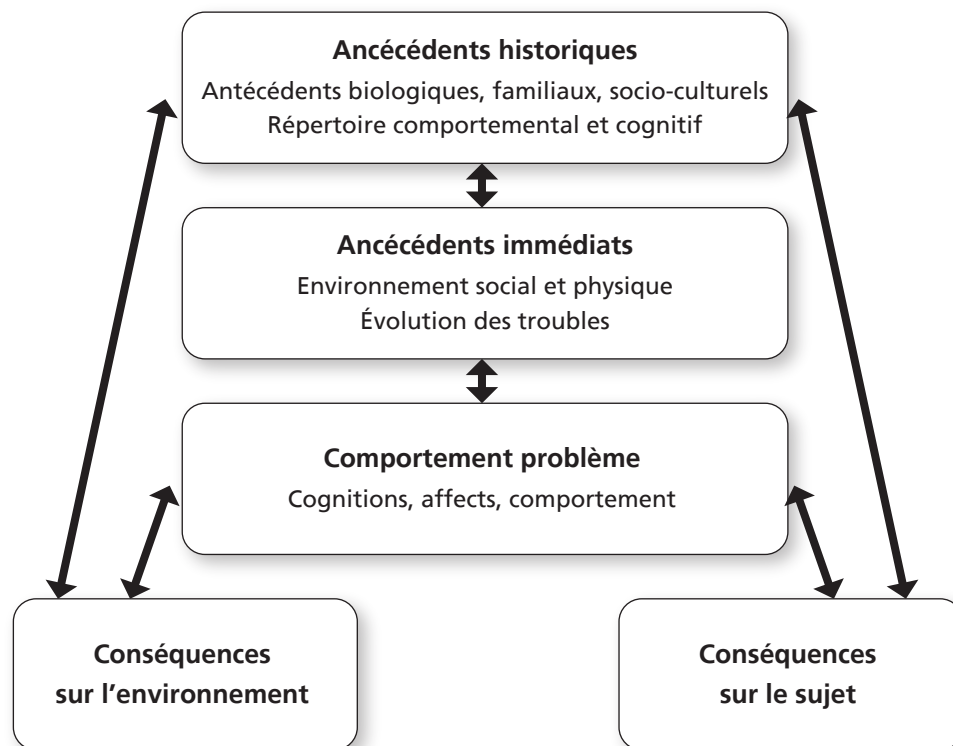 Ancécédents historiques
Antécédents biologiques, familiaux, socio-culturels
Répertoire comportemental et cognitif
Ancécédents immédiats
Environnement social et physique
Évolution des troubles
Comportement problème
Cognitions, affects, comportement
Conséquences
sur l’environnement
Conséquences
sur le sujet